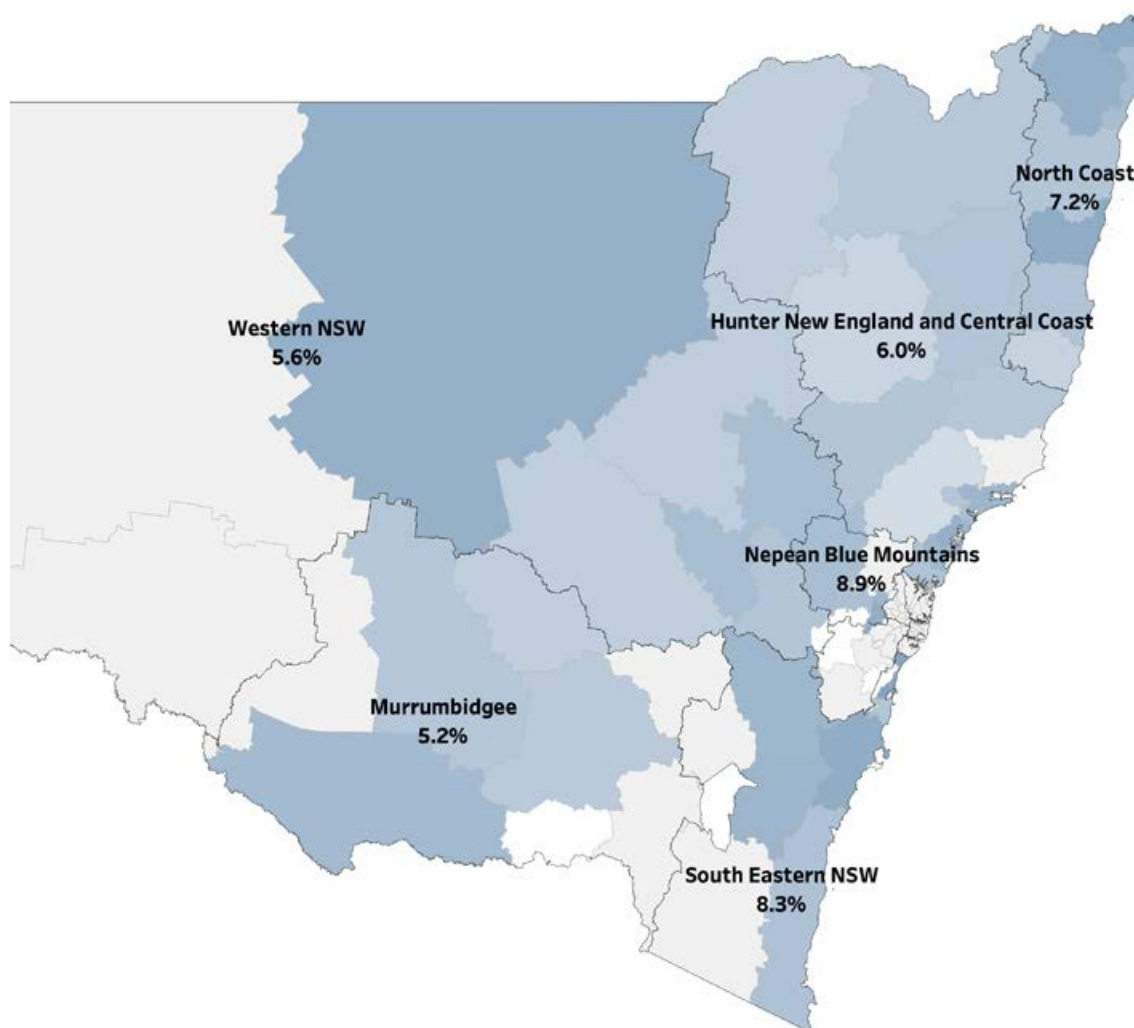 North Coast
7.2%
Western NSW
5.6%
Hunter New England and Central Coast
6.0%
Nepean Blue Mountains
8.9%
Murrumbidgee
5.2%
South Eastern NSW
8.3%